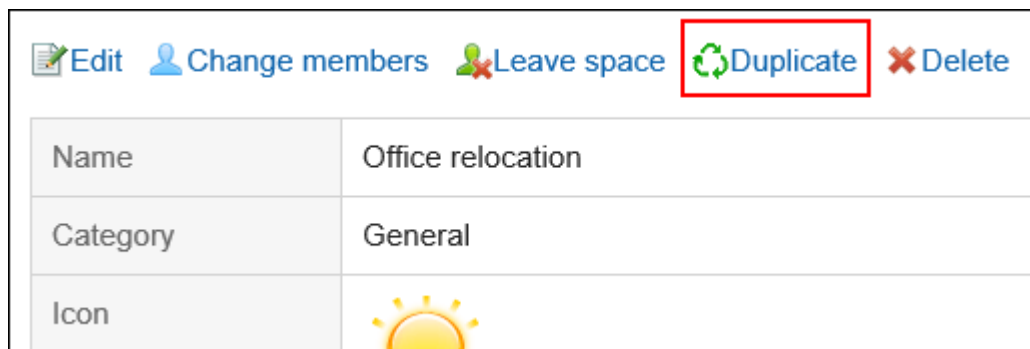 Edit Change members Leave space Duplicate Delete
Name Office relocation
Category General
Icon